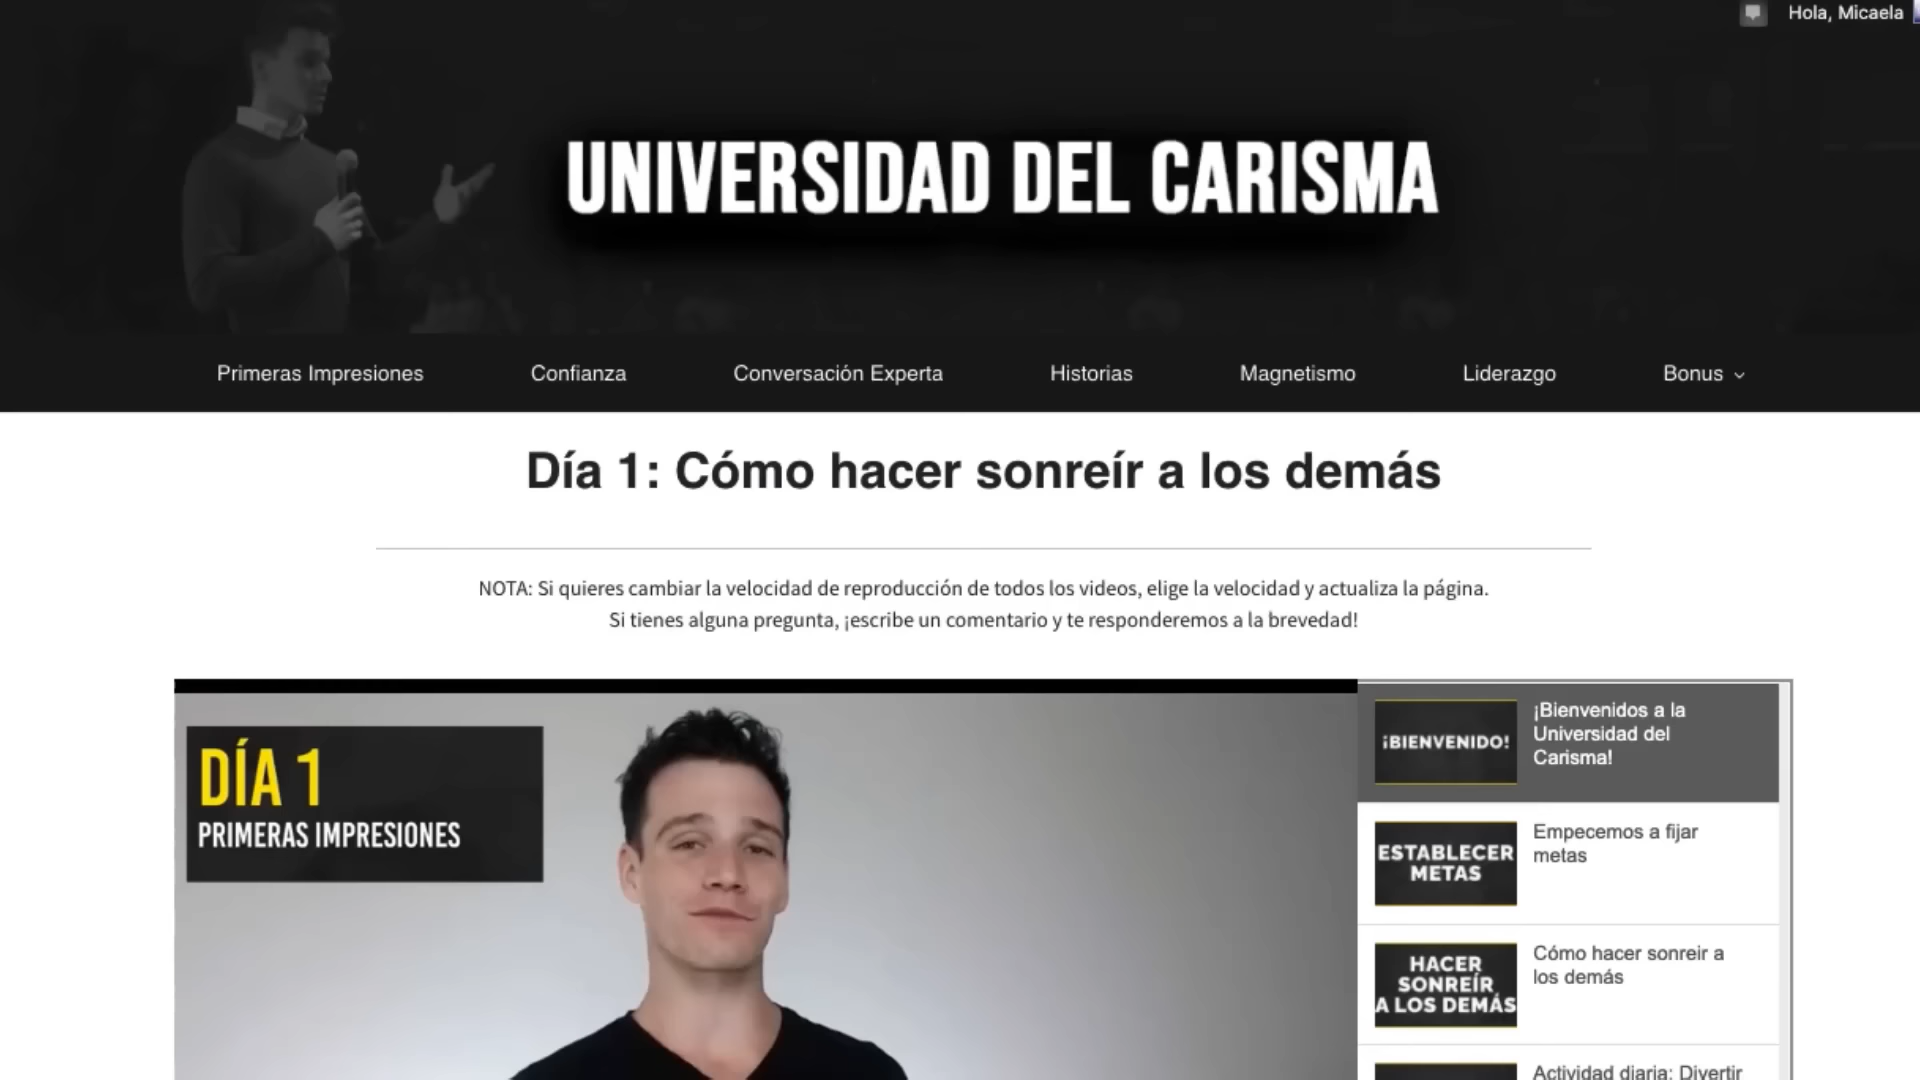 Hola, Micaela
UNIVERSIDAD DEL CARISMA
Primeras Impresiones
Confianza
Conversación Experta
Historias
Magnetismo
Liderazgo
Bonus
Día 1: Cómo hacer sonreír a los demás
NOTA: Si quieres cambiar la velocidad de reproducción de todos los videos, elige la velocidad y actualiza la página.
Si tienes alguna pregunta, ¡escribe un comentario y te responderemos a la brevedad!
DÍA 1
PRIMERAS IMPRESIONES
¡BIENVENIDO!
¡Bienvenidos a la
Universidad del
Carisma!
ESTABLECER
METAS
Empecemos a fijar
metas
HACER
SONREÍR
A LOS DEMÁS
Cómo hacer sonreir a
los demás
Actividad diaria: Divertir